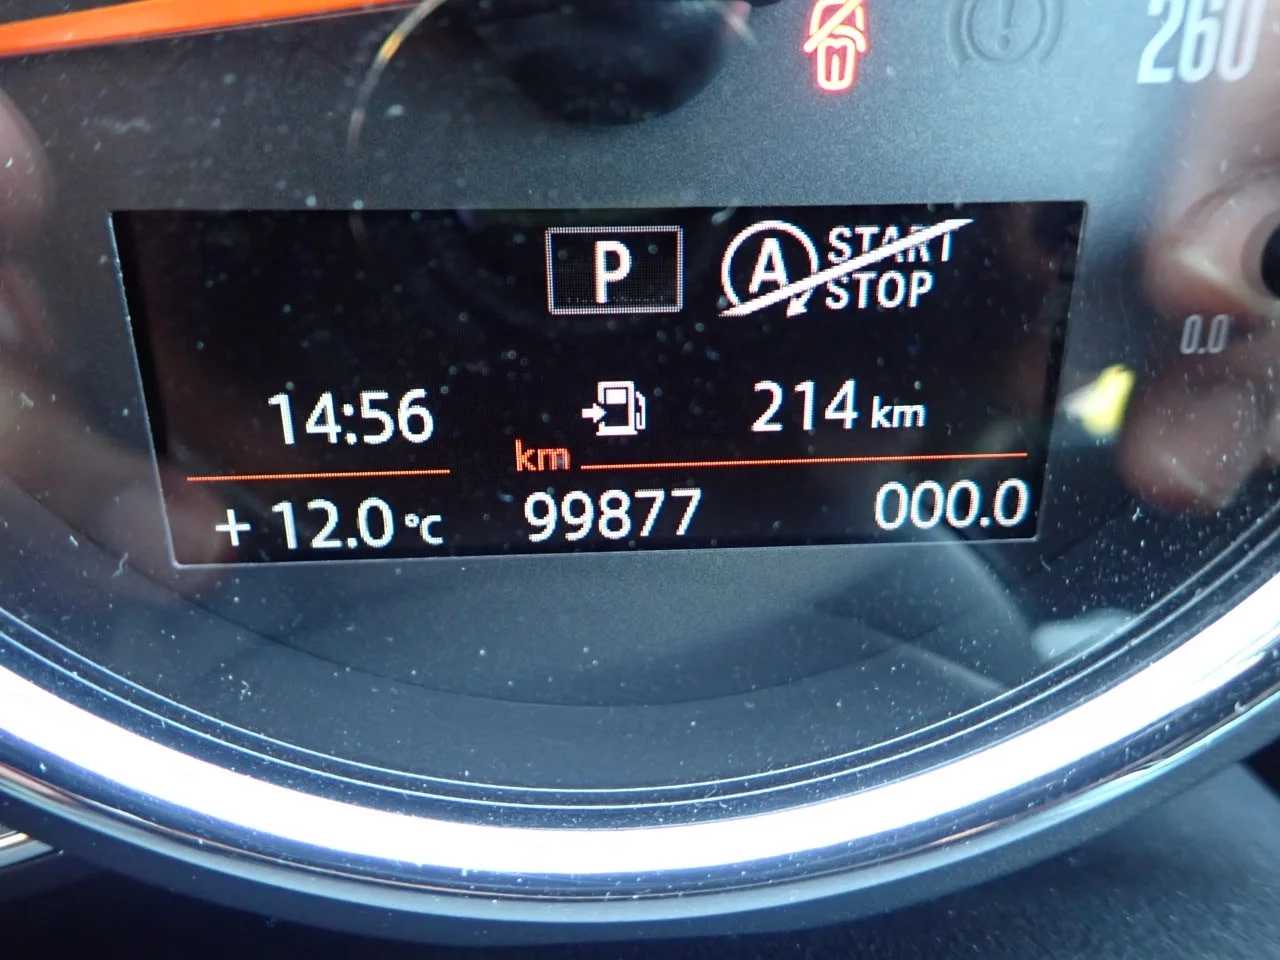 260
P
A START
STOP
0.0
14:56
214 km
km
+12.0°C
99877
000.0